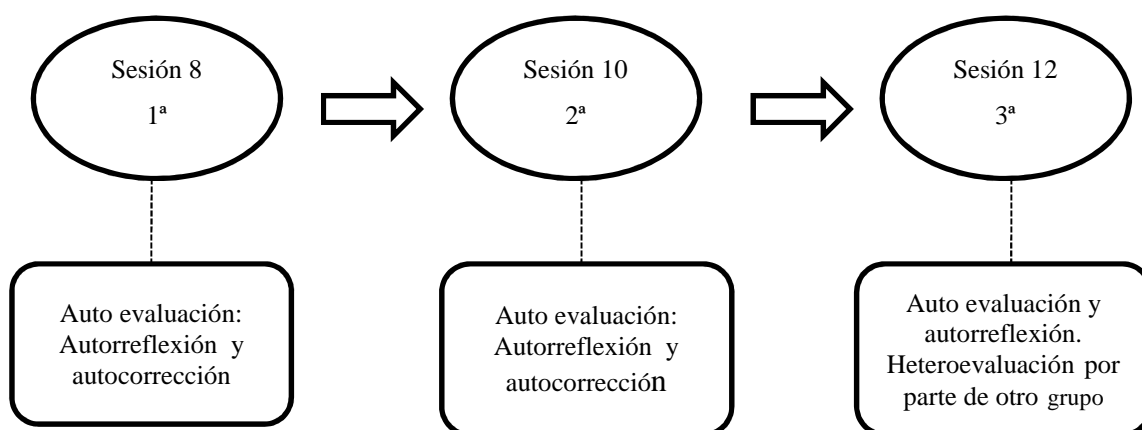 Sesión 8
1ª
Sesión 10
2ª
Sesión 12
3ª
Auto evaluación:
Autorreflexión y
autocorrección
Auto evaluación:
Autorreflexión y
autocorrección
Auto evaluación y
autorreflexión.
Heteroevaluación por
parte de otro grupo